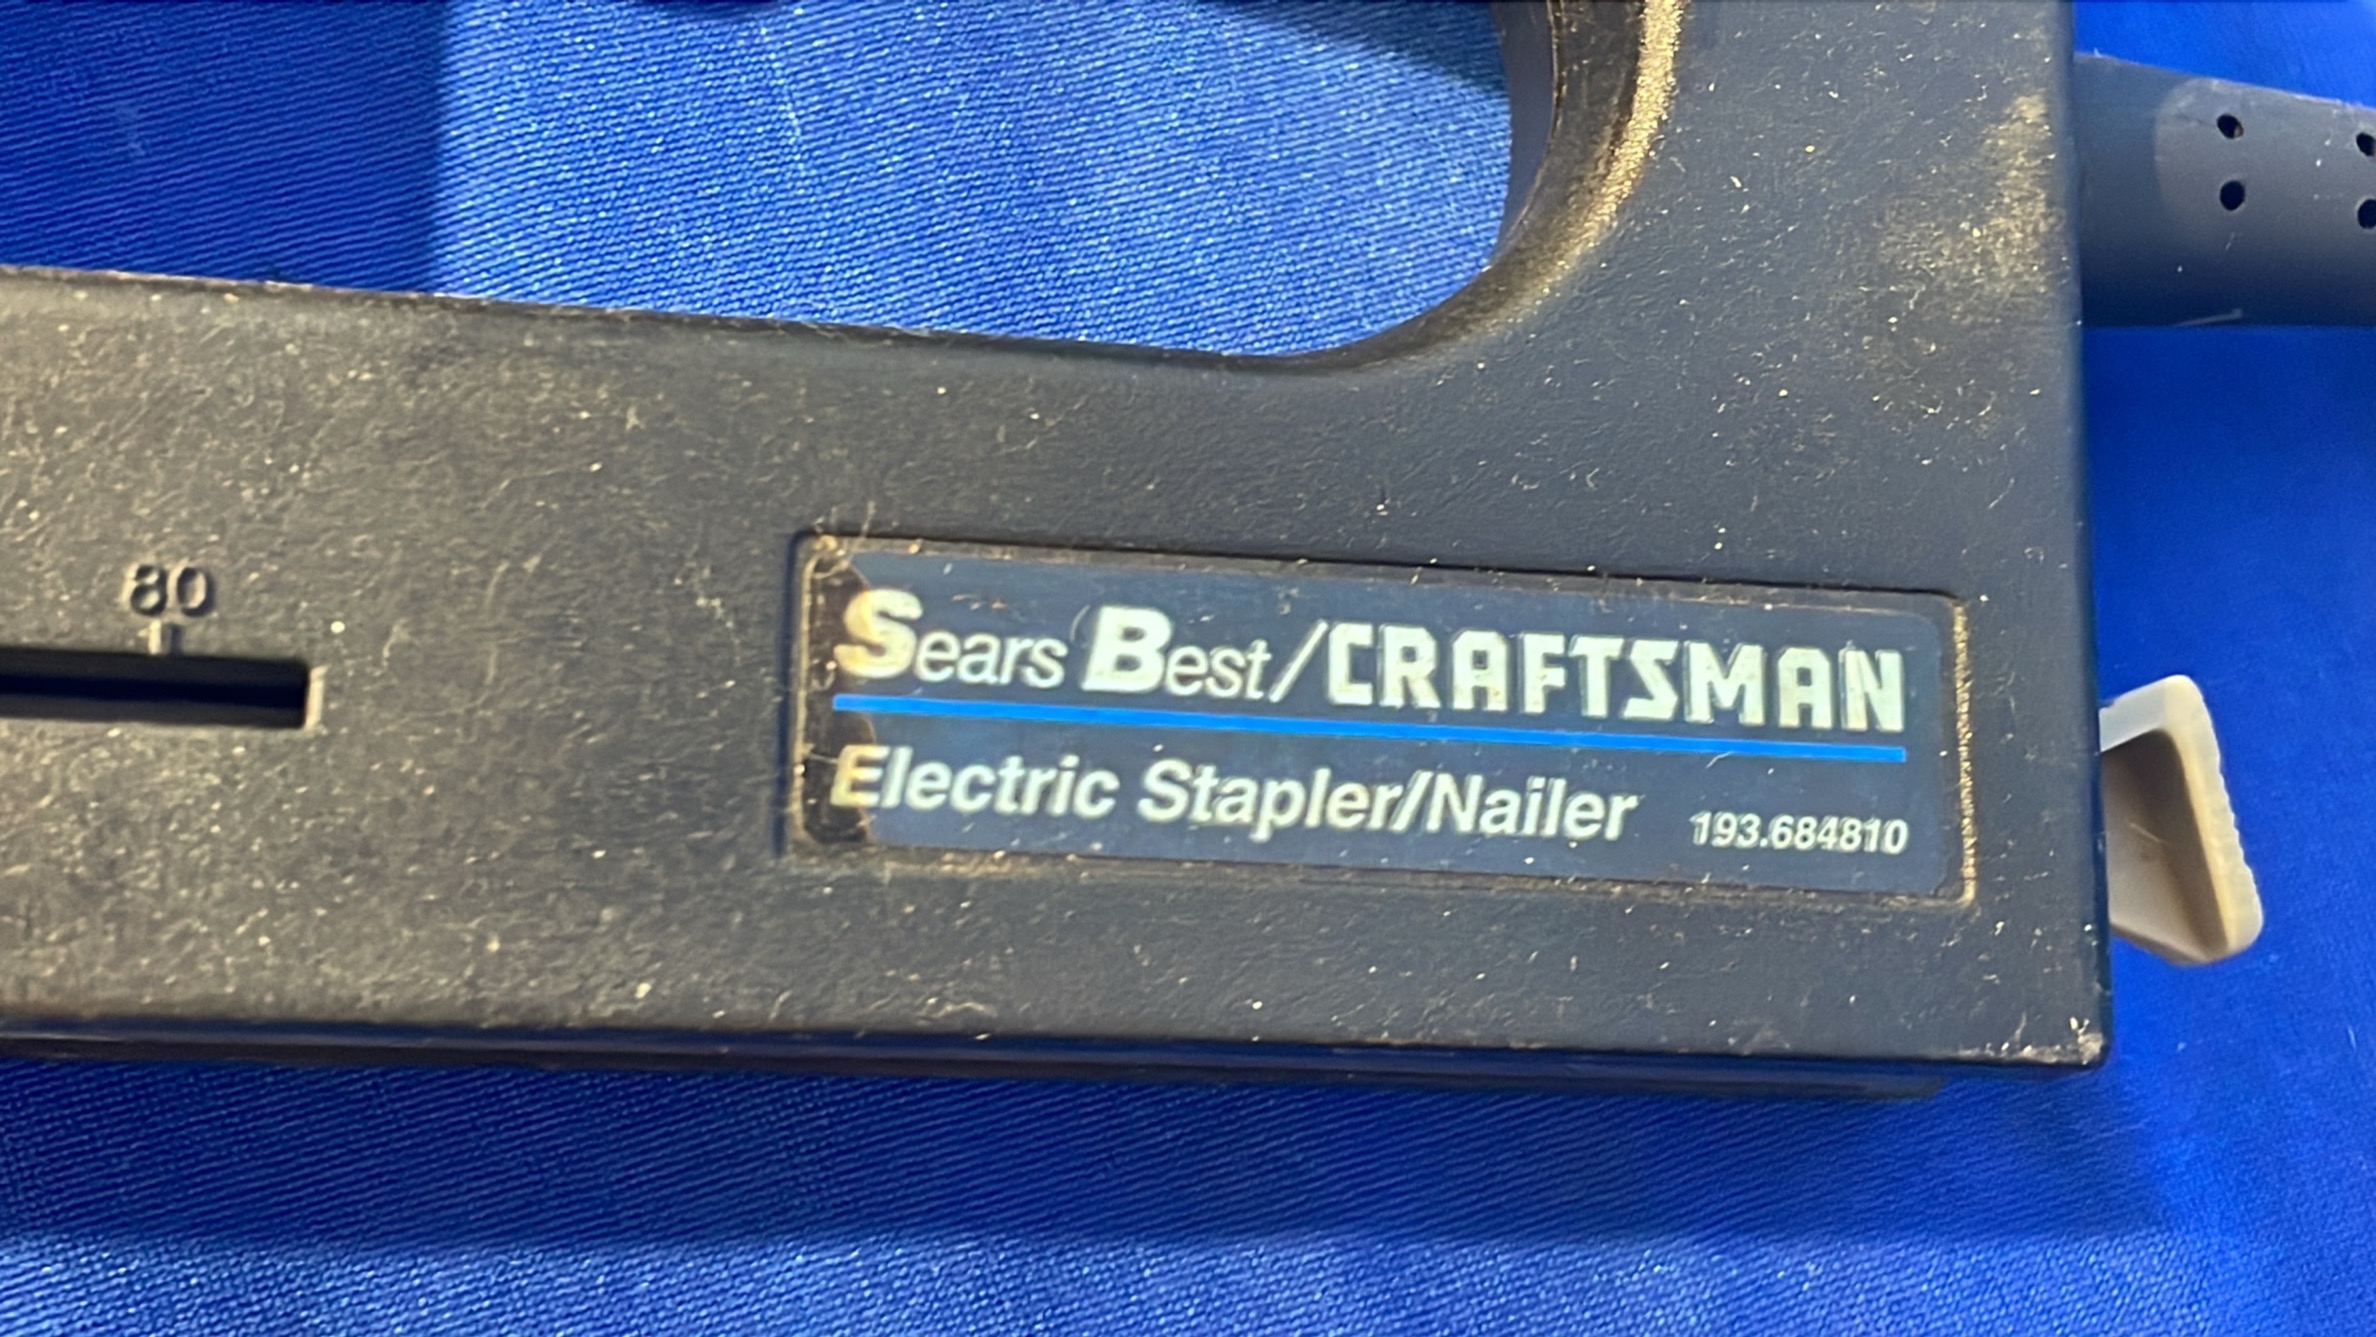 80
Sears Best/CRAFTSMAN
Electric Stapler/Nailer 193.684810